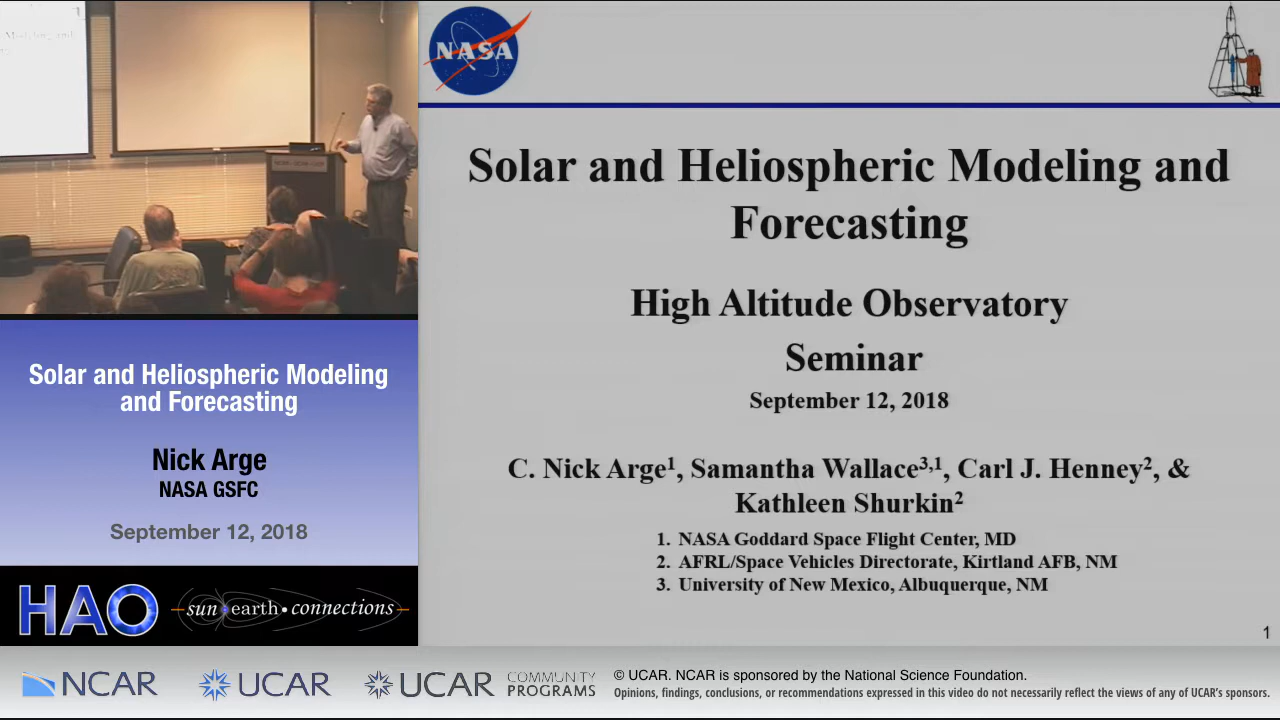 NASA
Solar and Heliospheric Modeling and
Forecasting
High Altitude Observatory
Seminar
September 12, 2018
C. Nick Arge1, Samantha Wallace3,1, Carl J. Henney2, &
Kathleen Shurkin2
1. NASA Goddard Space Flight Center, MD
2. AFRL/Space Vehicles Directorate, Kirtland AFB, NM
3. University of New Mexico, Albuquerque, NM
1
Solar and Heliospheric Modeling
and Forecasting
Nick Arge
NASA GSFC
September 12, 2018
HAO sun earth • connections
NCAR UCAR UCAR COMMUNITY PROGRAMS
© UCAR. NCAR is sponsored by the National Science Foundation.
Opinions, findings, conclusions, or recommendations expressed in this video do not necessarily reflect the views of any of UCAR's sponsors.